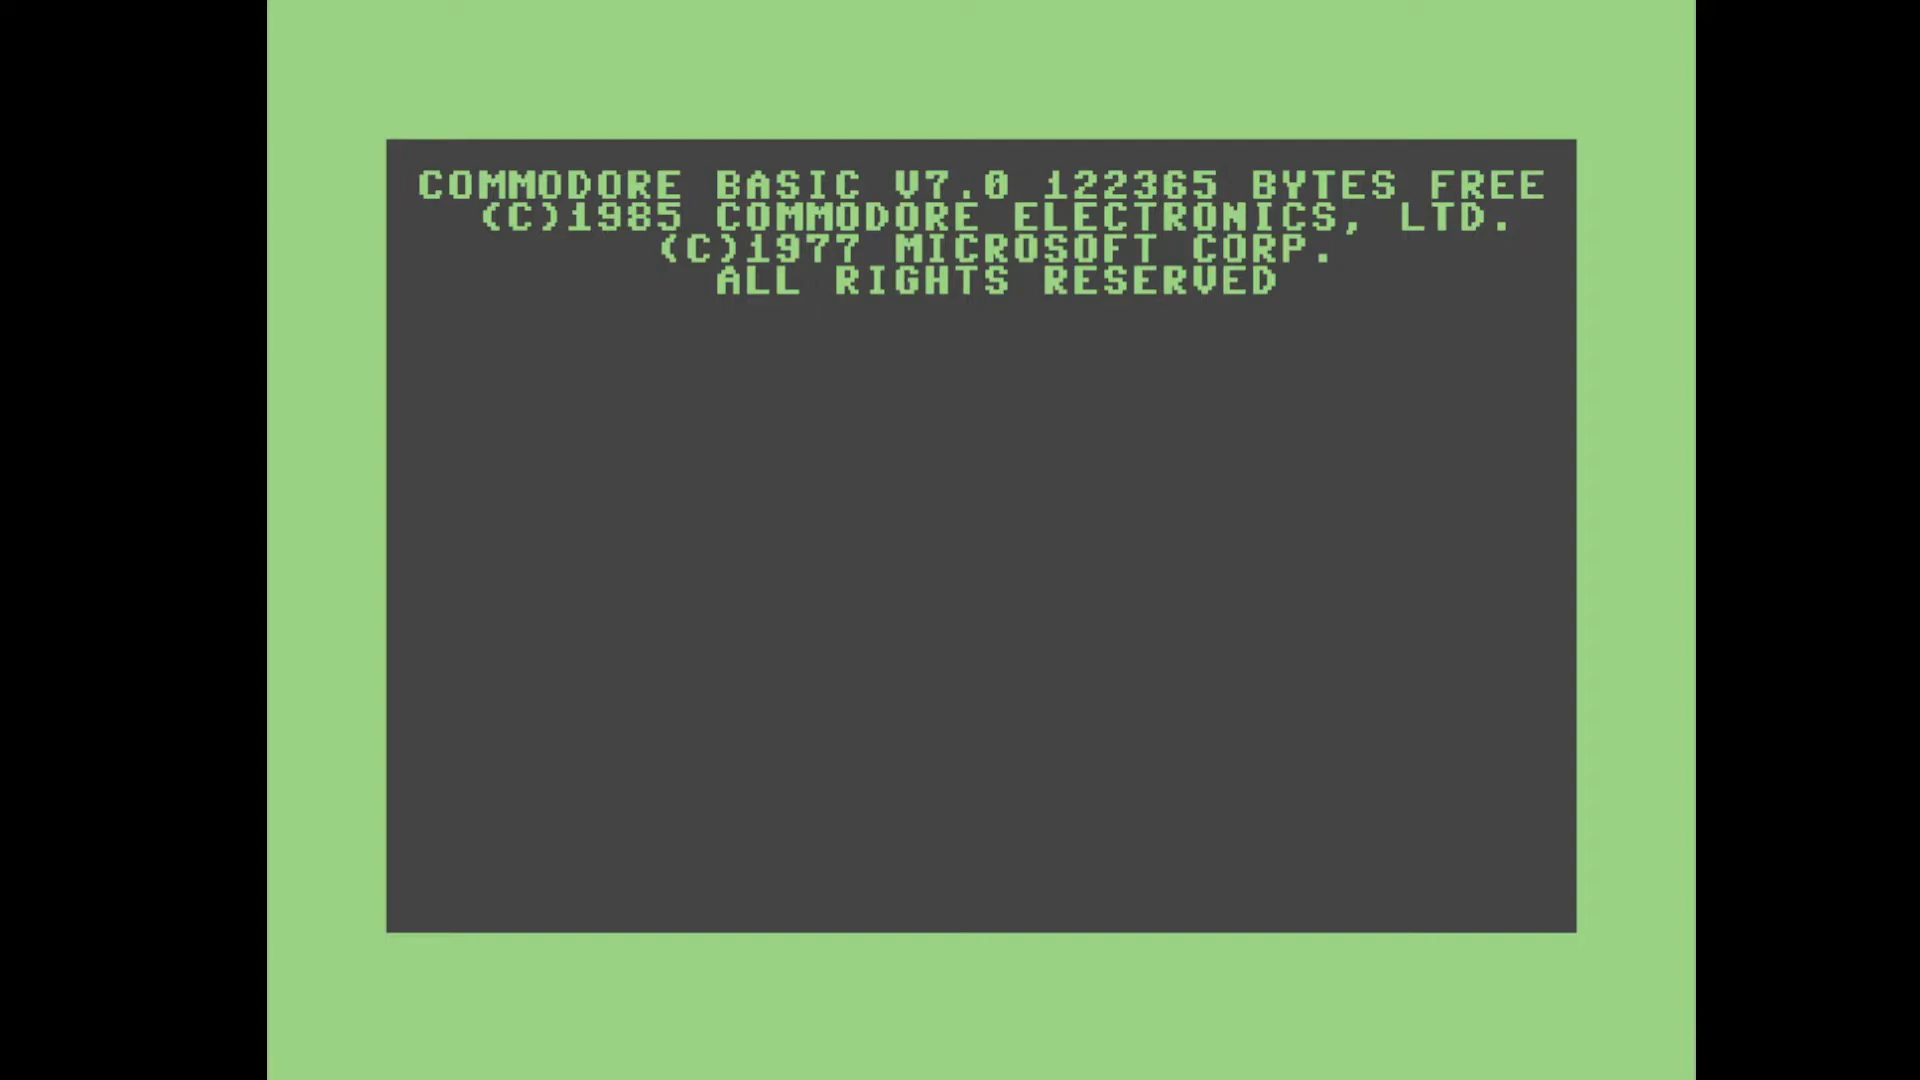 COMMODORE BASIC V7.0 122365 BYTES FREE
(C)1985 COMMODORE ELECTRONICS, LTD.
(C)1977 MICROSOFT CORP.
ALL RIGHTS RESERVED